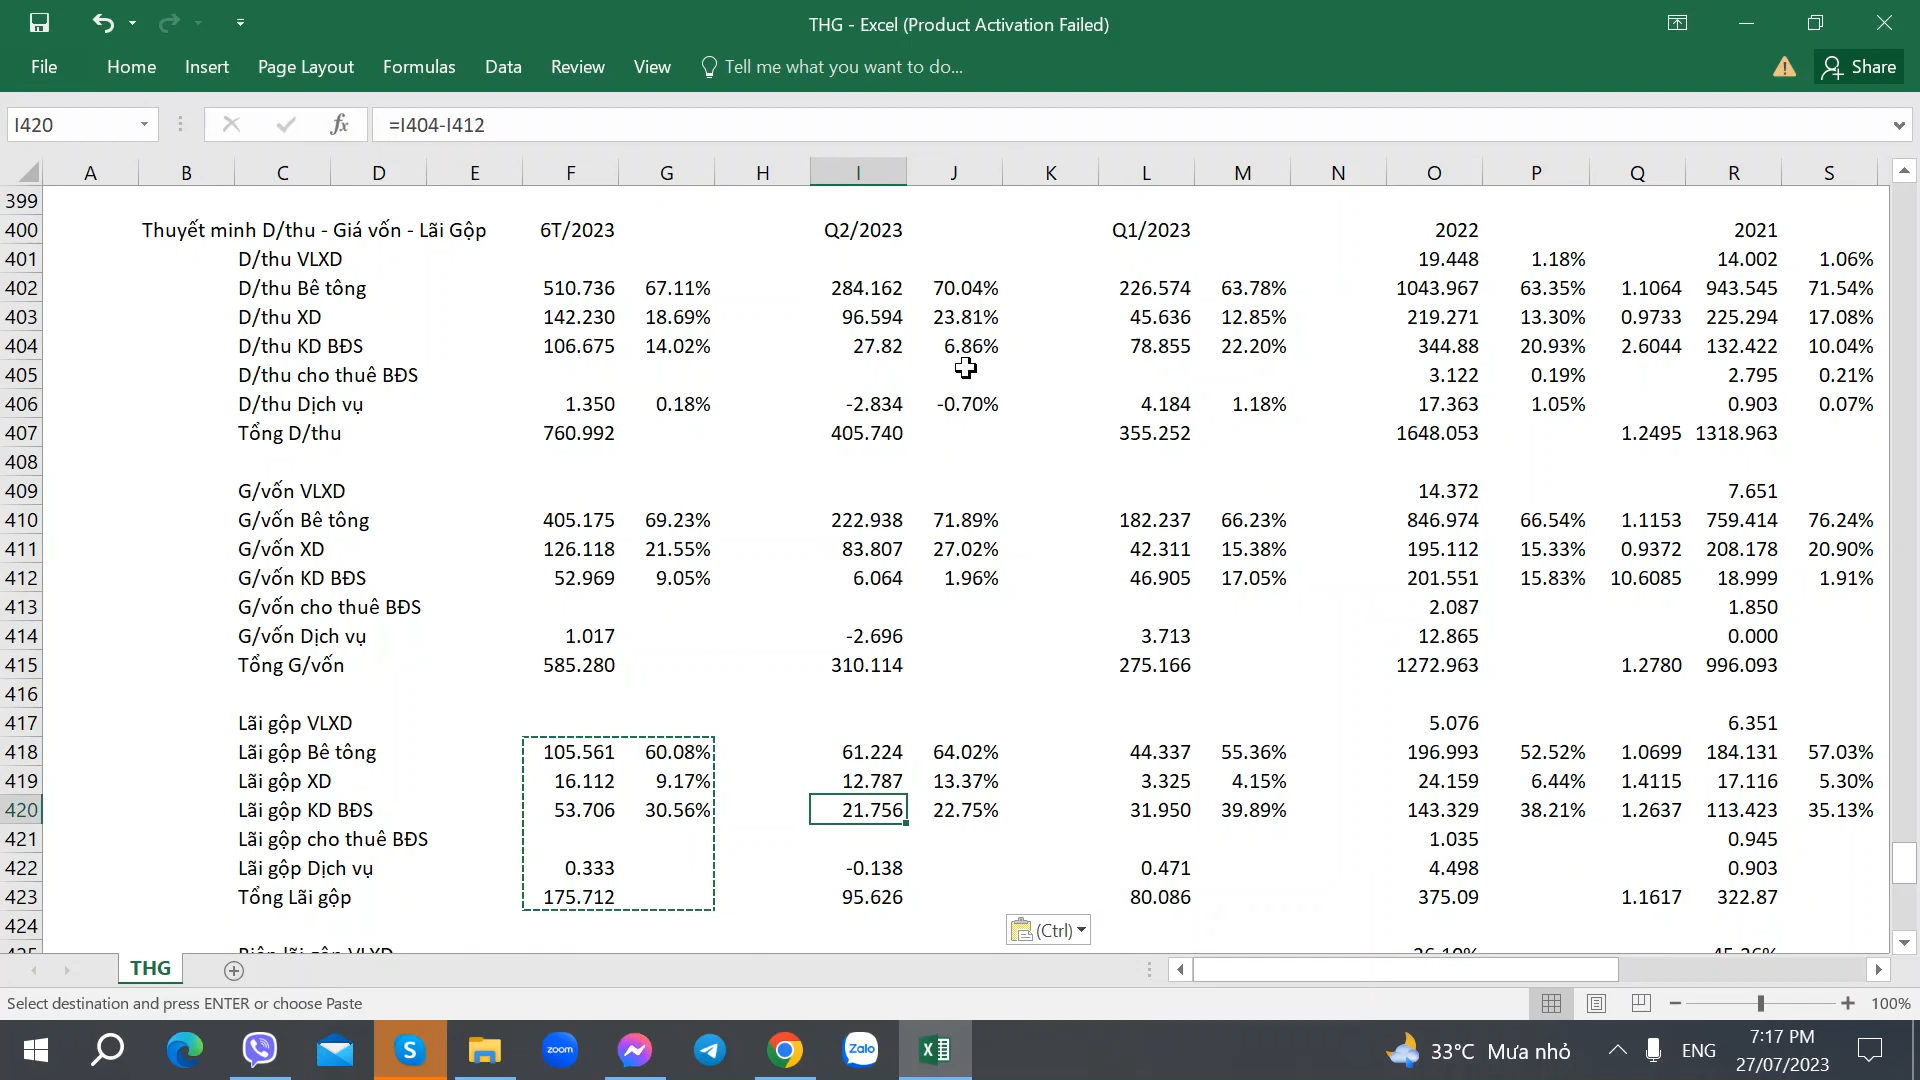 THG - Excel (Product Activation Failed)
File Home Insert Page Layout Formulas Data Review View Tell me what you want to do... Share
I420 fx =I404-I412
A B C D E F G H I J K L M N O P Q R S
399
400 Thuyết minh D/thu - Giá vốn - Lãi Gộp 6T/2023 Q2/2023 Q1/2023 2022 2021
401 D/thu VLXD 19.448 1.18% 14.002 1.06%
402 D/thu Bê tông 510.736 67.11% 284.162 70.04% 226.574 63.78% 1043.967 63.35% 1.1064 943.545 71.54%
403 D/thu XD 142.230 18.69% 96.594 23.81% 45.636 12.85% 219.271 13.30% 0.9733 225.294 17.08%
404 D/thu KD BĐS 106.675 14.02% 27.82 6.86% 78.855 22.20% 344.88 20.93% 2.6044 132.422 10.04%
405 D/thu cho thuê BĐS 3.122 0.19% 2.795 0.21%
406 D/thu Dịch vụ 1.350 0.18% -2.834 -0.70% 4.184 1.18% 17.363 1.05% 0.903 0.07%
407 Tổng D/thu 760.992 405.740 355.252 1648.053 1.2495 1318.963
408
409 G/vốn VLXD 14.372 7.651
410 G/vốn Bê tông 405.175 69.23% 222.938 71.89% 182.237 66.23% 846.974 66.54% 1.1153 759.414 76.24%
411 G/vốn XD 126.118 21.55% 83.807 27.02% 42.311 15.38% 195.112 15.33% 0.9372 208.178 20.90%
412 G/vốn KD BĐS 52.969 9.05% 6.064 1.96% 46.905 17.05% 201.551 15.83% 10.6085 18.999 1.91%
413 G/vốn cho thuê BĐS 2.087 1.850
414 G/vốn Dịch vụ 1.017 -2.696 3.713 12.865 0.000
415 Tổng G/vốn 585.280 310.114 275.166 1272.963 1.2780 996.093
416
417 Lãi gộp VLXD 5.076 6.351
418 Lãi gộp Bê tông 105.561 60.08% 61.224 64.02% 44.337 55.36% 196.993 52.52% 1.0699 184.131 57.03%
419 Lãi gộp XD 16.112 9.17% 12.787 13.37% 3.325 4.15% 24.159 6.44% 1.4115 17.116 5.30%
420 Lãi gộp KD BĐS 53.706 30.56% 21.756 22.75% 31.950 39.89% 143.329 38.21% 1.2637 113.423 35.13%
421 Lãi gộp cho thuê BĐS 1.035 0.945
422 Lãi gộp Dịch vụ 0.333 -0.138 0.471 4.498 0.903
423 Tổng Lãi gộp 175.712 95.626 80.086 375.09 1.1617 322.87
424 (Ctrl)
THG
Select destination and press ENTER or choose Paste 100%
S zoom Zalo 33°C Mưa nhỏ ENG 7:17 PM
27/07/2023